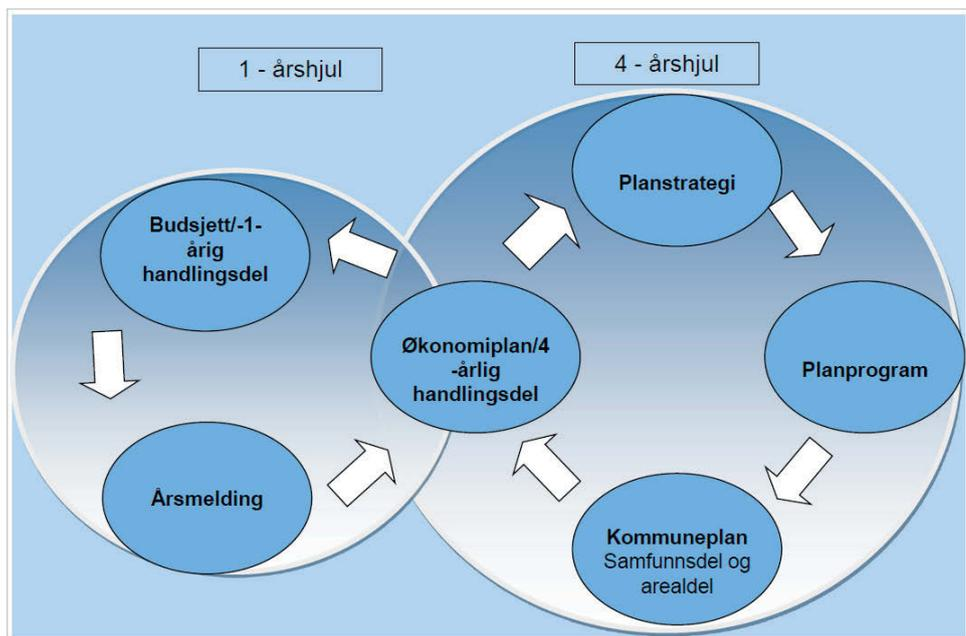 1 - årshjul
4 - årshjul
Planstrategi
Budsjett/-1-
årig
handlingsdel
Økonomiplan/4
-årlig
handlingsdel
Planprogram
Årsmelding
Kommuneplan
Samfunnsdel og
arealdel